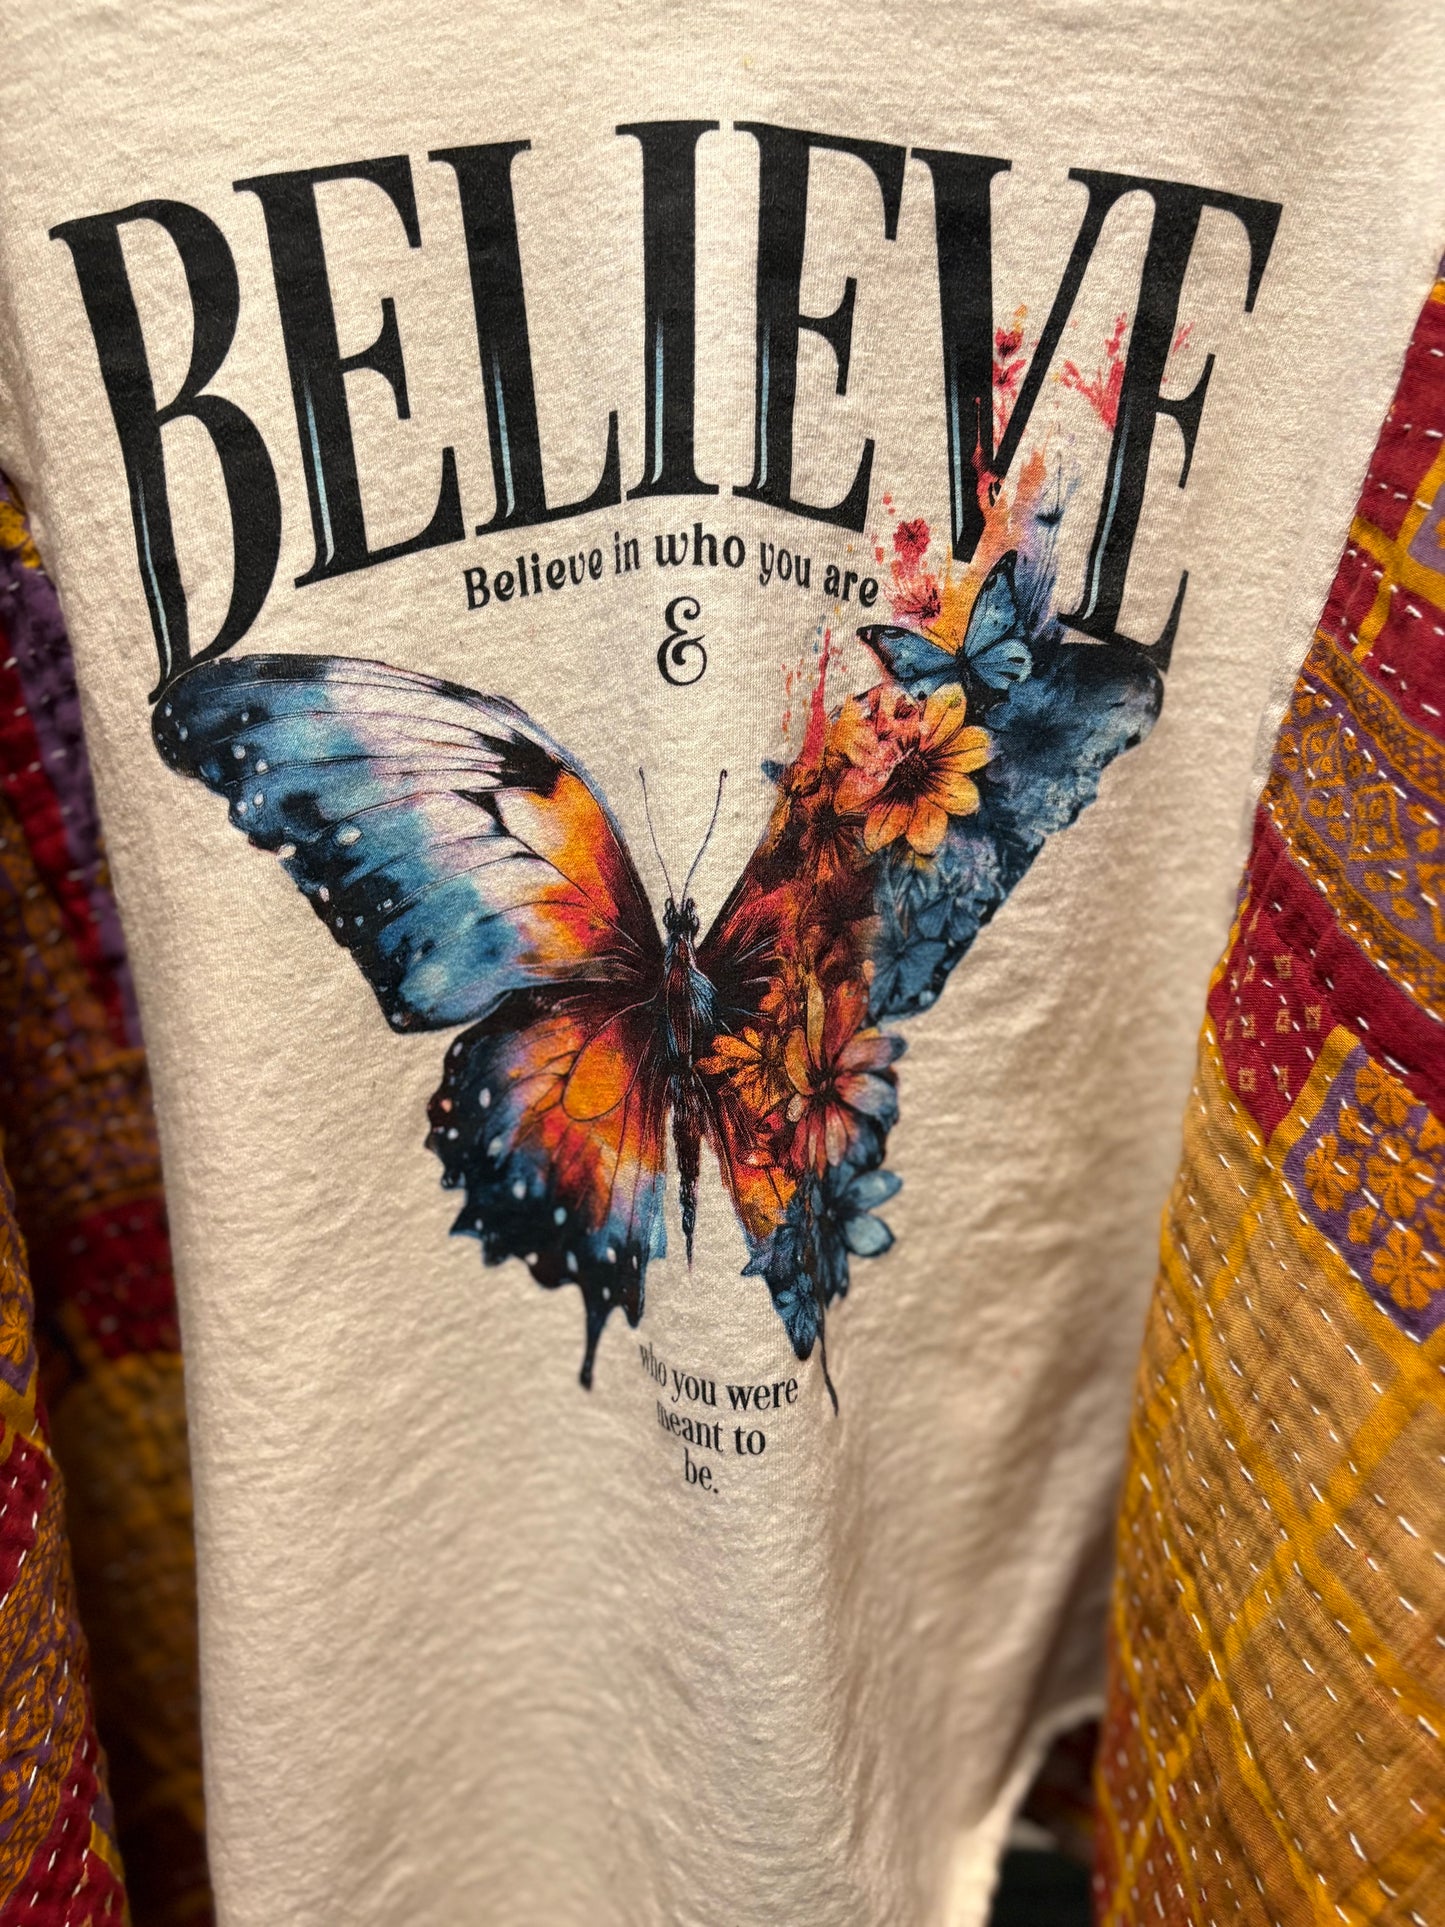 BELIEVE
Believe in who you are
&
who you were
meant to
be.